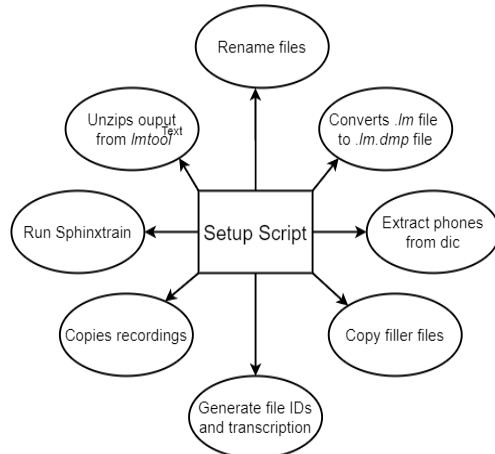 Rename files
Unzips ouput
from lmtool
Text
Converts .lm file
to .lm.dmp file
Run Sphinxtrain
Setup Script
Extract phones
from dic
Copies recordings
Copy filler files
Generate file IDs
and transcription